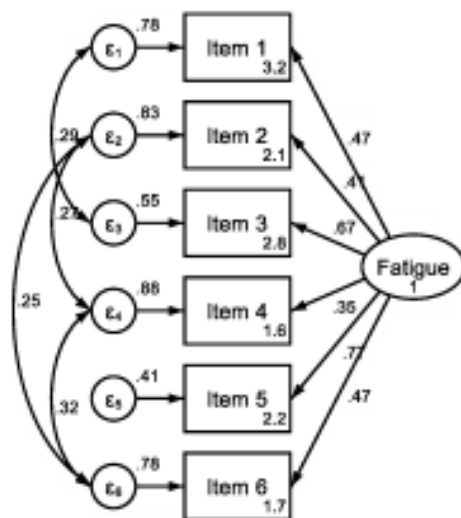 .78
ε₁
Item 1
3.2
.83
.47
.29
ε₂
Item 2
2.1
.41
.27
.55
ε₃
Item 3
2.8
.67
Fatigue
1
.88
.25
ε₄
Item 4
1.6
.35
.41
.77
.32
ε₅
Item 5
2.2
.47
.78
ε₆
Item 6
1.7